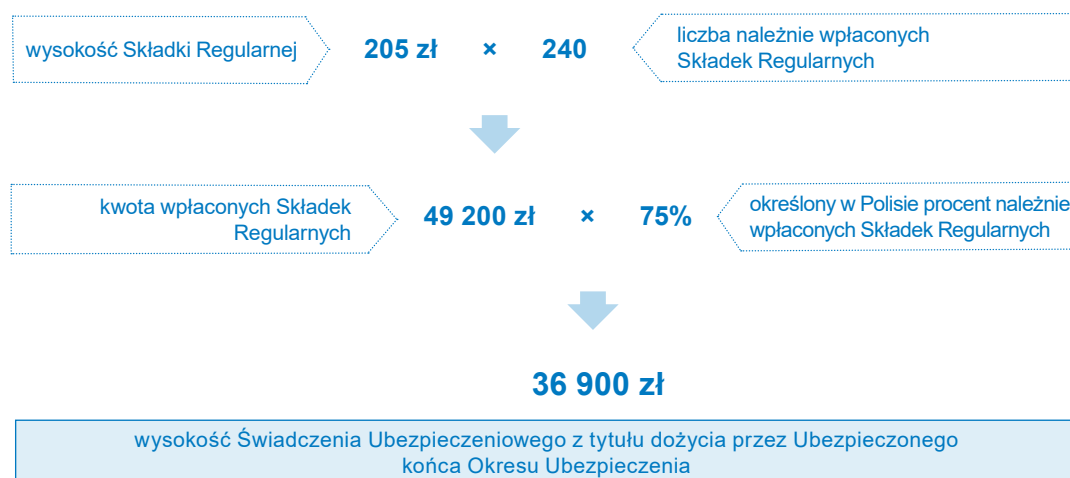 wysokość Składki Regularnej
205 zł × 240
liczba należnie wpłaconych
Składek Regularnych
kwota wpłaconych Składek
Regularnych
49 200 zł × 75%
określony w Polisie procent należnie
wpłaconych Składek Regularnych
36 900 zł
wysokość Świadczenia Ubezpieczeniowego z tytułu dożycia przez Ubezpieczonego
końca Okresu Ubezpieczenia